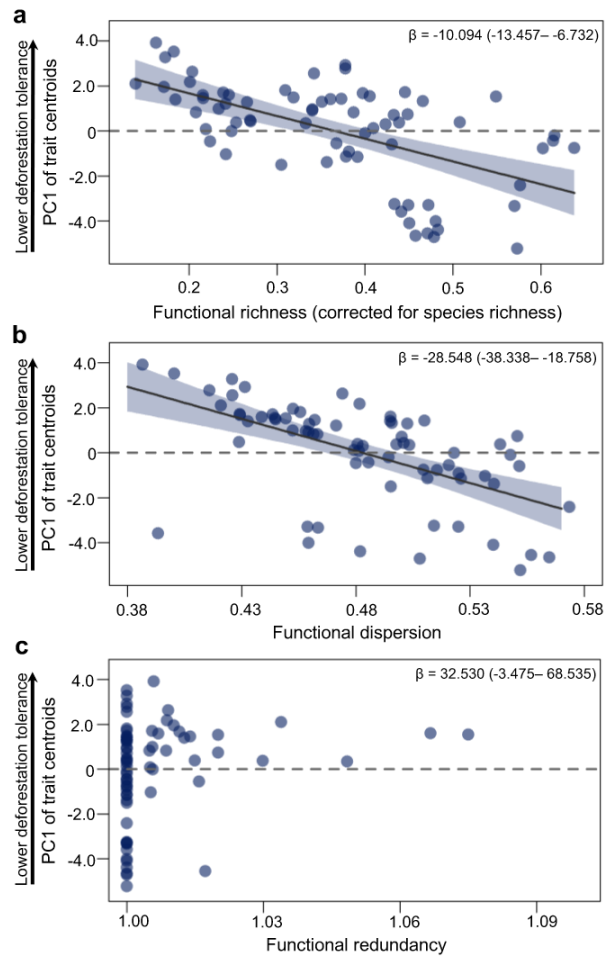 a
β = -10.094 (-13.457– -6.732)
Lower deforestation tolerance
PC1 of trait centroids
4.0
2.0
0
-2.0
-4.0
0.2 0.3 0.4 0.5 0.6
Functional richness (corrected for species richness)
b
β = -28.548 (-38.338– -18.758)
Lower deforestation tolerance
PC1 of trait centroids
4.0
2.0
0
-2.0
-4.0
0.38 0.43 0.48 0.53 0.58
Functional dispersion
c
β = 32.530 (-3.475– 68.535)
Lower deforestation tolerance
PC1 of trait centroids
4.0
2.0
0
-2.0
-4.0
1.00 1.03 1.06 1.09
Functional redundancy